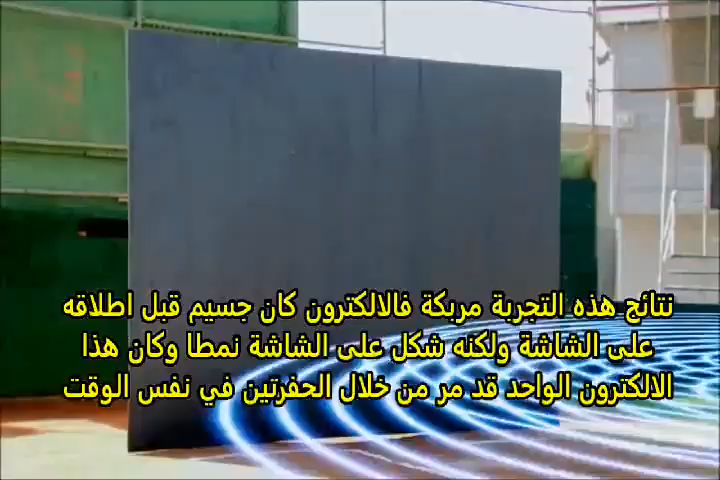 نتائج هذه التجربة مربكة فالالكترون كان جسيم قبل اطلاقه
على الشاشة ولكنه شكل على الشاشة نمطا وكان هذا
الالكترون الواحد قد مر من خلال الحفرتين في نفس الوقت